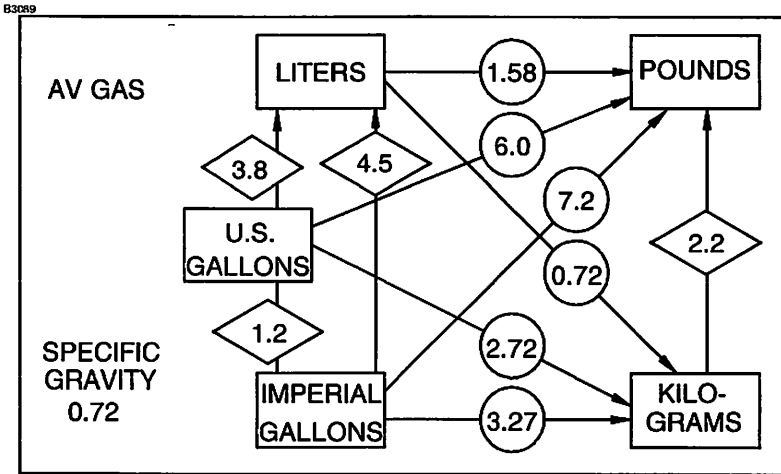 B3089
AV GAS
LITERS
1.58
POUNDS
6.0
3.8
4.5
7.2
U.S.
GALLONS
2.2
0.72
1.2
SPECIFIC
GRAVITY
0.72
2.72
IMPERIAL
GALLONS
3.27
KILO-
GRAMS